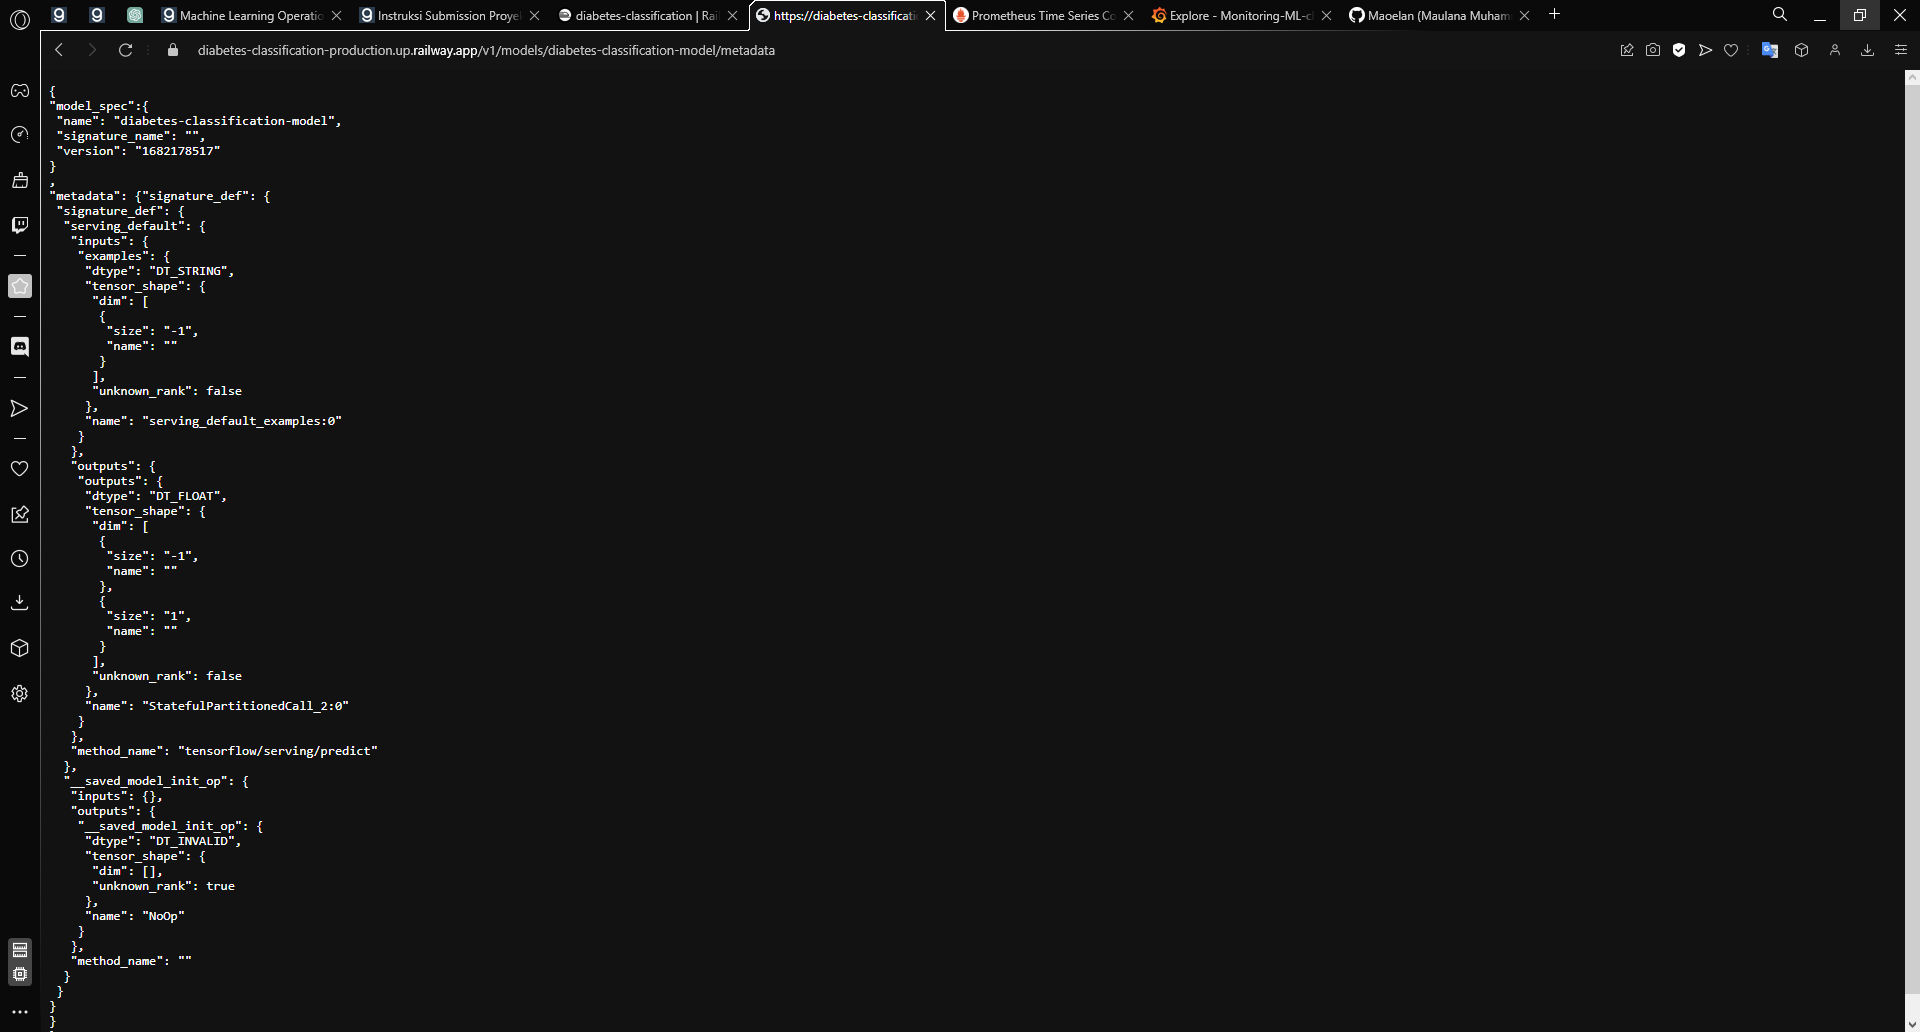 Machine Learning Operatio
Instruksi Submission Proye
diabetes-classification | Rai
https://diabetes-classificati
Prometheus Time Series Co
Explore - Monitoring-ML-cl
Maoelan (Maulana Muham
diabetes-classification-production.up.railway.app/v1/models/diabetes-classification-model/metadata
{
"model_spec":{
"name": "diabetes-classification-model",
"signature_name": "",
"version": "1682178517"
}
,
"metadata": {"signature_def": {
"signature_def": {
"serving_default": {
"inputs": {
"examples": {
"dtype": "DT_STRING",
"tensor_shape": {
"dim": [
{
"size": "-1",
"name": ""
}
],
"unknown_rank": false
},
"name": "serving_default_examples:0"
}
},
"outputs": {
"outputs": {
"dtype": "DT_FLOAT",
"tensor_shape": {
"dim": [
{
"size": "-1",
"name": ""
},
{
"size": "1",
"name": ""
}
],
"unknown_rank": false
},
"name": "StatefulPartitionedCall_2:0"
}
},
"method_name": "tensorflow/serving/predict"
},
"__saved_model_init_op": {
"inputs": {},
"outputs": {
"__saved_model_init_op": {
"dtype": "DT_INVALID",
"tensor_shape": {
"dim": [],
"unknown_rank": true
},
"name": "NoOp"
}
},
"method_name": ""
}
}
}
}